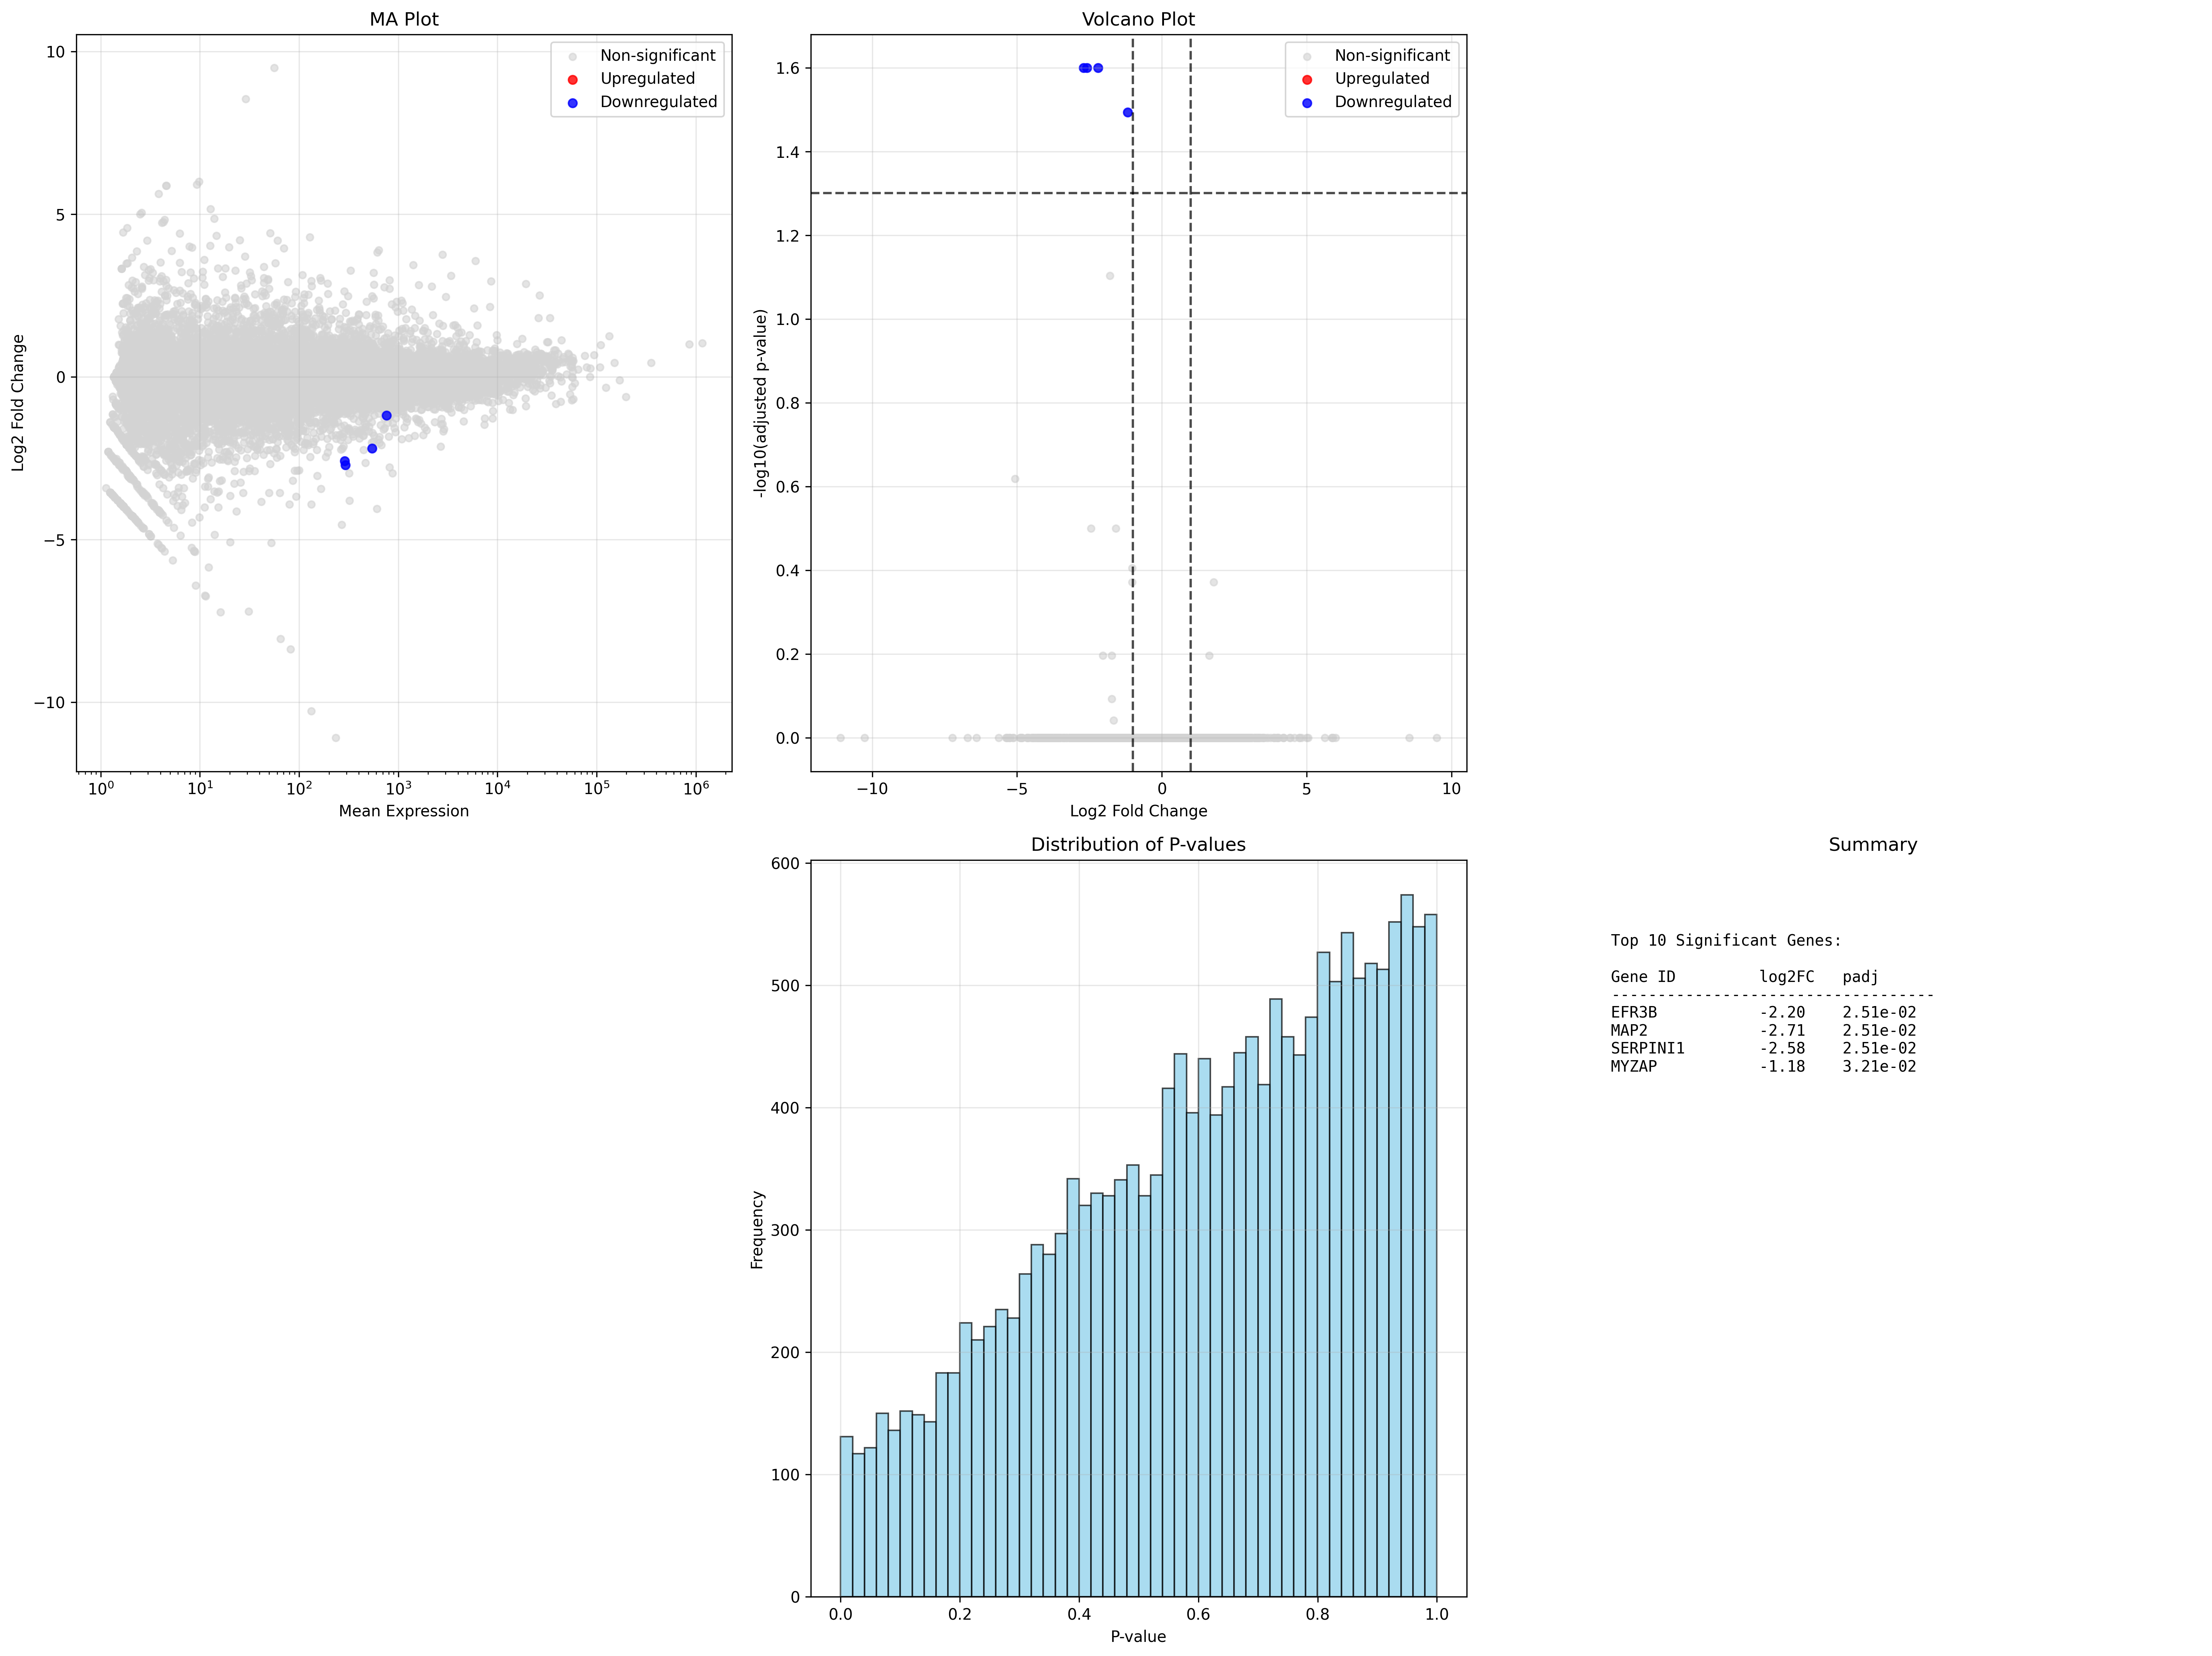 MA Plot
Non-significant
Upregulated
Downregulated
10
5
0
−5
−10
Log2 Fold Change
10⁰ 10¹ 10² 10³ 10⁴ 10⁵ 10⁶
Mean Expression
Volcano Plot
Non-significant
Upregulated
Downregulated
1.6
1.4
1.2
1.0
0.8
0.6
0.4
0.2
0.0
-log10(adjusted p-value)
−10 −5 0 5 10
Log2 Fold Change
Distribution of P-values
600
500
400
300
200
100
0
Frequency
0.0 0.2 0.4 0.6 0.8 1.0
P-value
Summary
Top 10 Significant Genes:
Gene ID log2FC padj
-----------------------------------
EFR3B -2.20 2.51e-02
MAP2 -2.71 2.51e-02
SERPINI1 -2.58 2.51e-02
MYZAP -1.18 3.21e-02